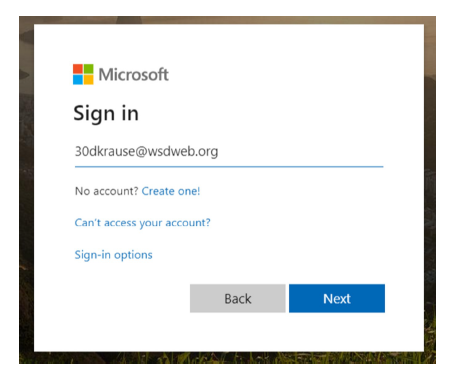 Microsoft
Sign in
30dkrause@wsdweb.org
No account? Create one!
Can't access your account?
Sign-in options
Back
Next